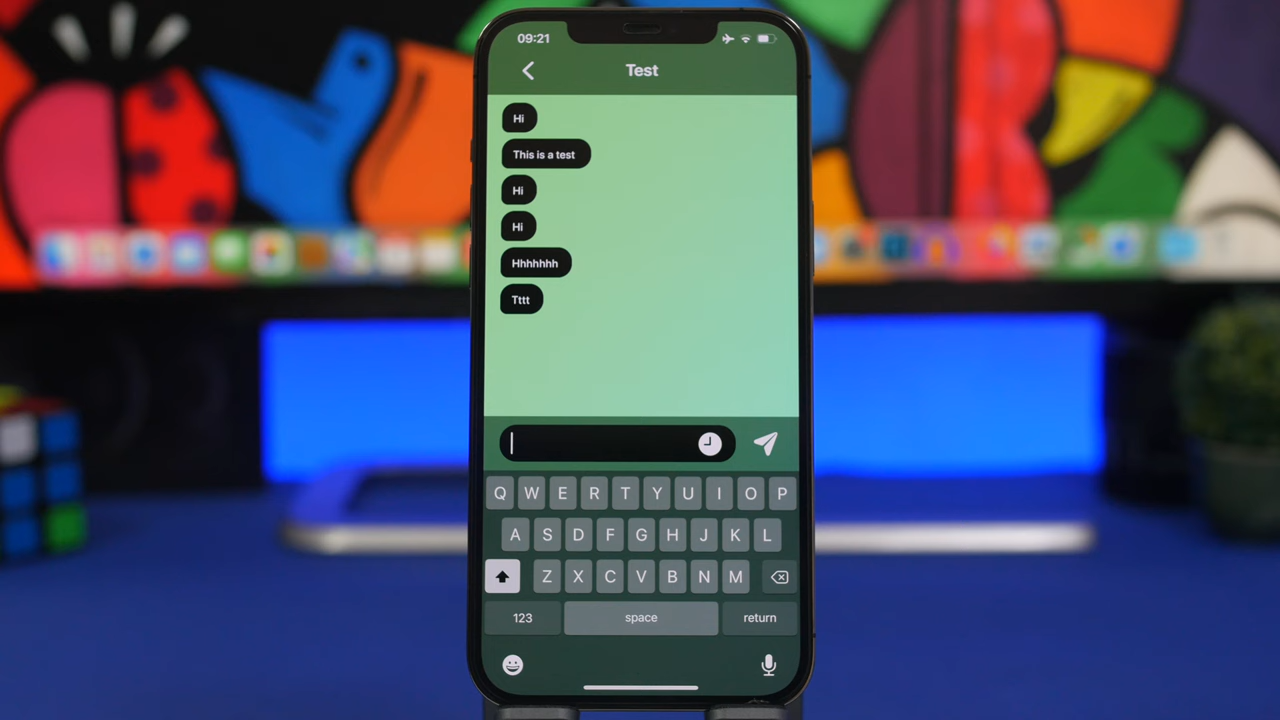 09:21
Test
Hi
This is a test
Hi
Hi
Hhhhhhh
Tttt
Q W E R T Y U I O P
A S D F G H J K L
Z X C V B N M
123 space return